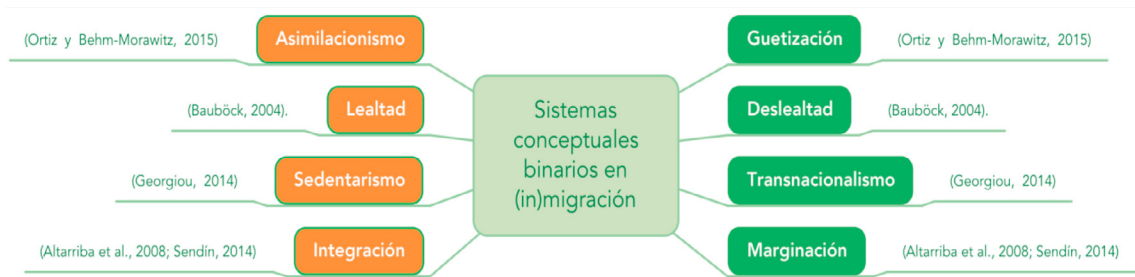 (Ortiz y Behm-Morawitz, 2015)
Asimilacionismo
Guetización
(Ortiz y Behm-Morawitz, 2015)
(Bauböck, 2004).
Lealtad
Deslealtad
(Bauböck, 2004).
Sistemas
conceptuales
binarios en
(in)migración
(Georgiou, 2014)
Sedentarismo
Transnacionalismo
(Georgiou, 2014)
(Altarriba et al., 2008; Sendín, 2014)
Integración
Marginación
(Altarriba et al., 2008; Sendín, 2014)